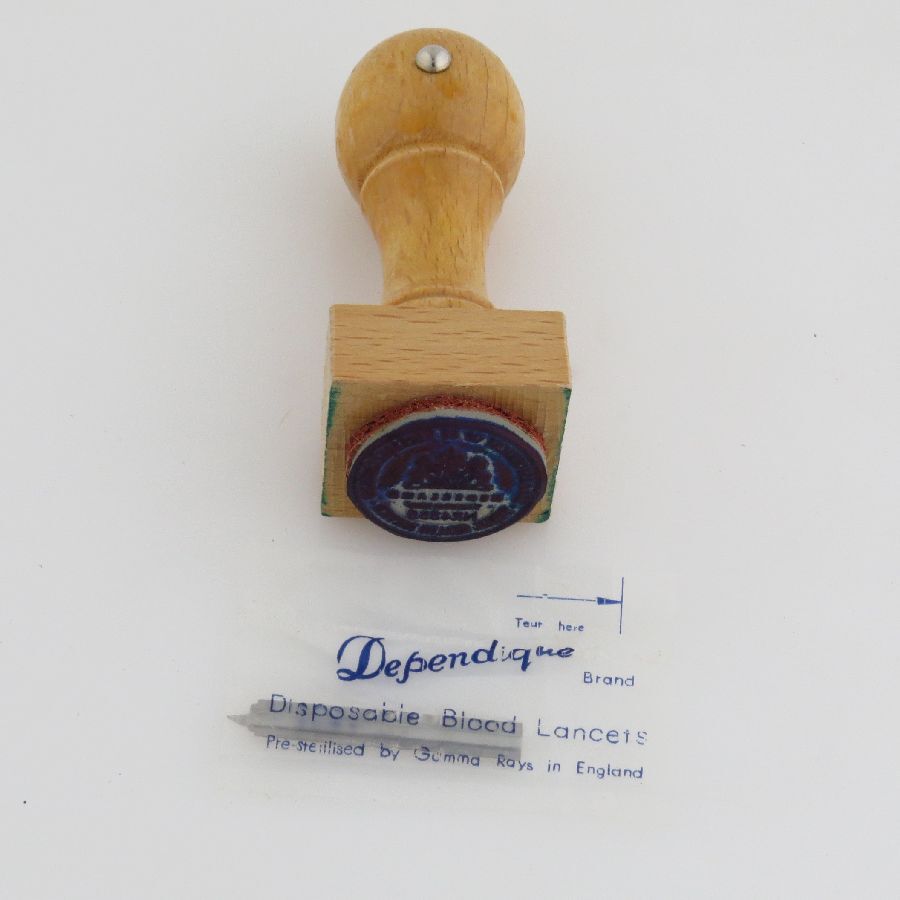 Tear here
Dependique
Brand
Disposable Blood Lancets
Pre-sterilised by Gamma Rays in England